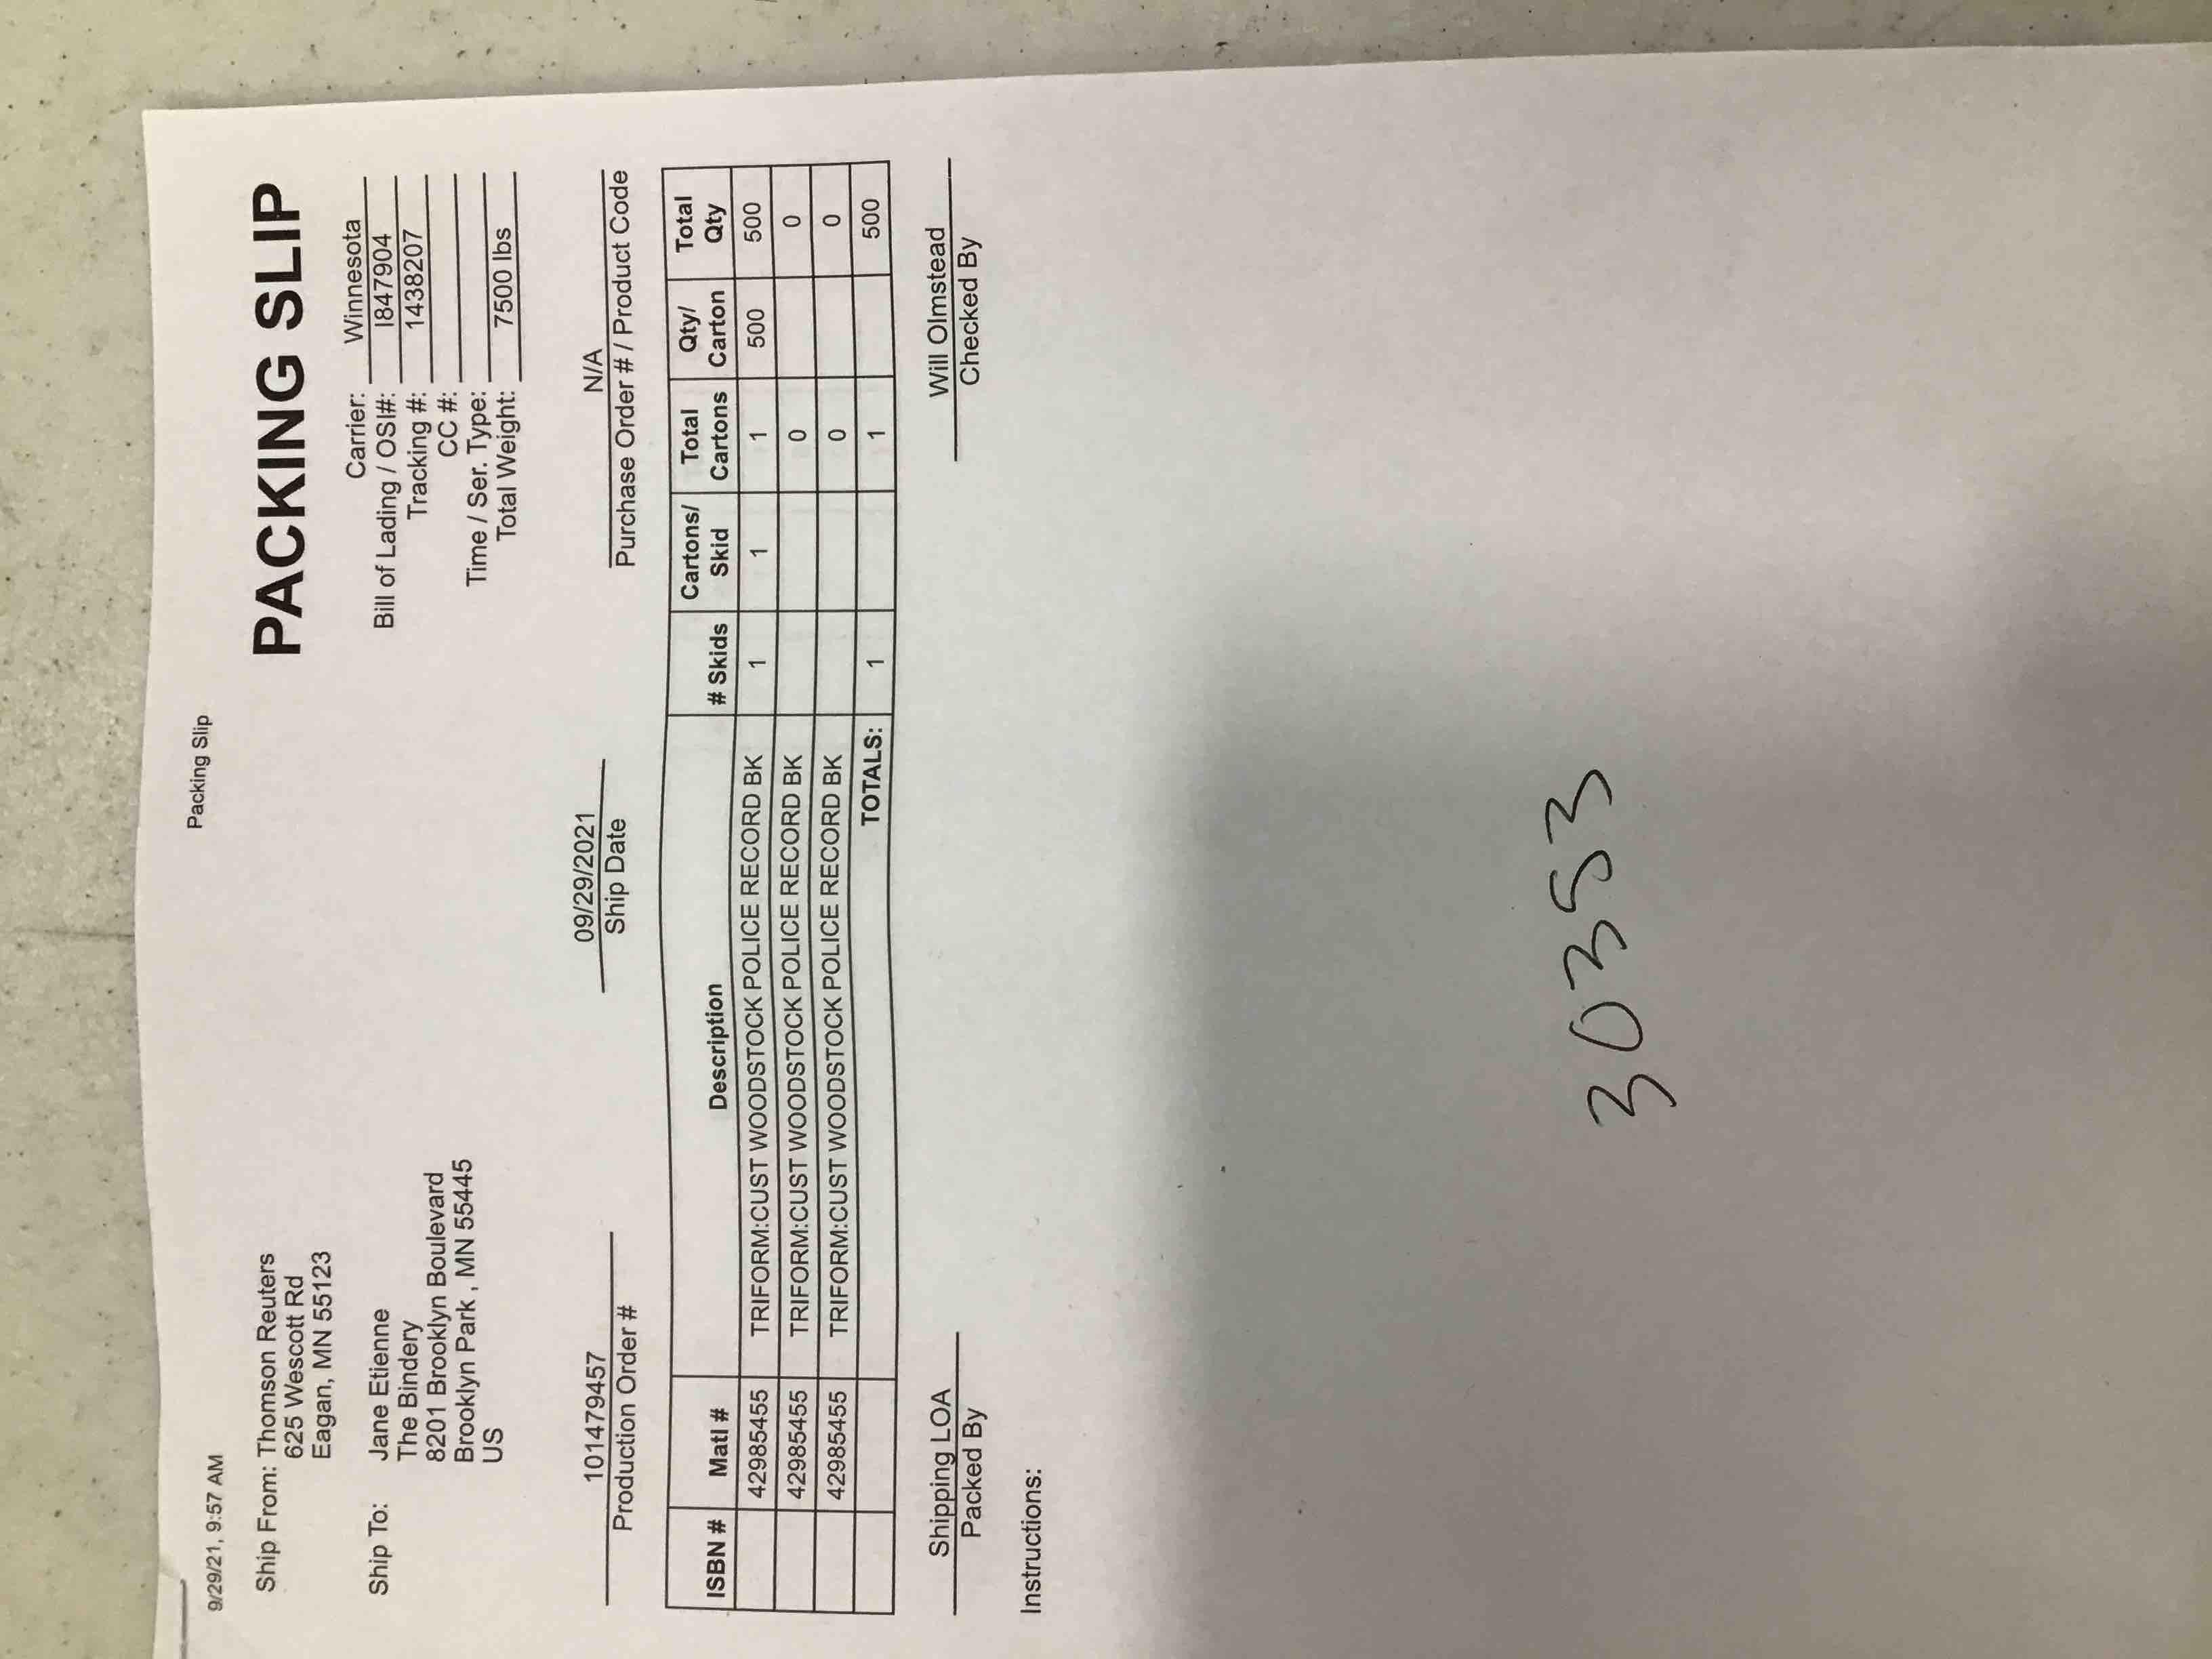 9/29/21, 9:57 AM
Packing Slip
Ship From: Thomson Reuters
625 Wescott Rd
Eagan, MN 55123
PACKING SLIP
Ship To: Jane Etienne
The Bindery
8201 Brooklyn Boulevard
Brooklyn Park , MN 55445
US
Carrier: Winnesota
Bill of Lading / OSI#: I847904
Tracking #: 1438207
CC #:
Time / Ser. Type:
Total Weight: 7500 lbs
101479457
Production Order #
09/29/2021
Ship Date
N/A
Purchase Order # / Product Code
ISBN # Matl # Description # Skids Cartons/ Skid Total Cartons Qty/ Carton Total Qty
42985455 TRIFORM:CUST WOODSTOCK POLICE RECORD BK 1 1 1 500 500
42985455 TRIFORM:CUST WOODSTOCK POLICE RECORD BK 0 0
42985455 TRIFORM:CUST WOODSTOCK POLICE RECORD BK 0 0
TOTALS: 1 1 500
Shipping LOA
Packed By
Will Olmstead
Checked By
Instructions:
30353